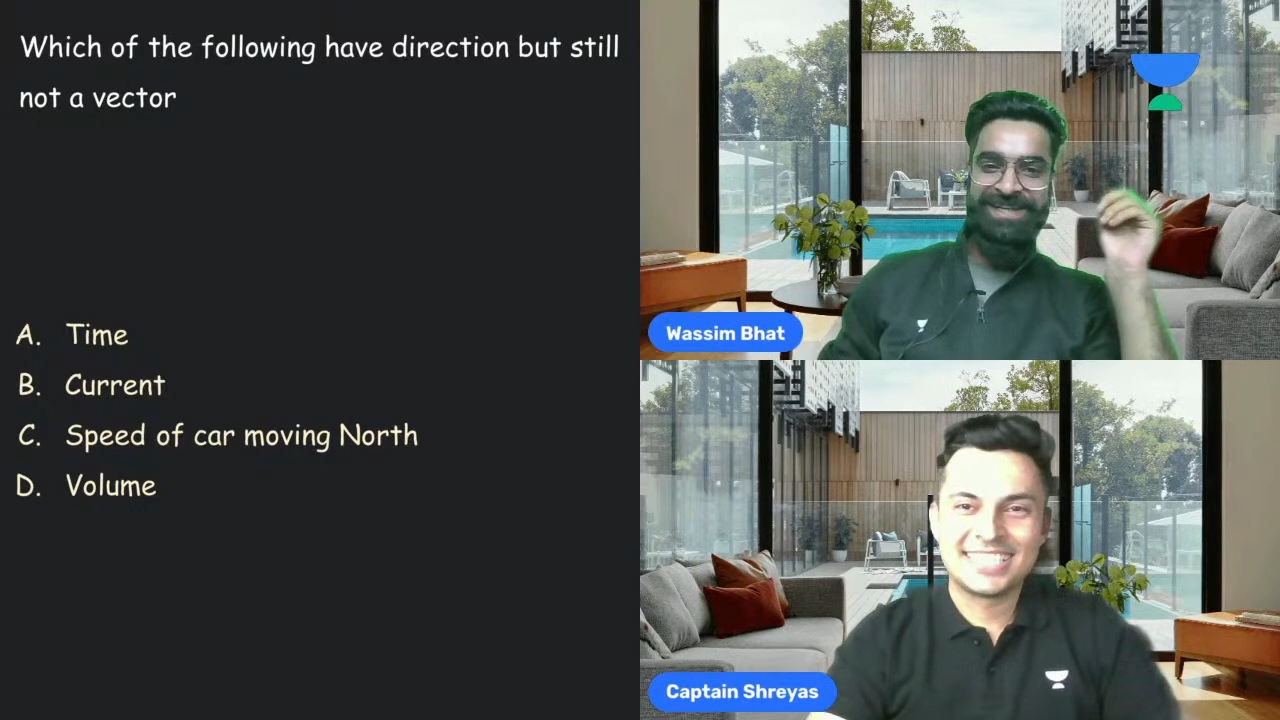 Which of the following have direction but still
not a vector
A. Time
B. Current
C. Speed of car moving North
D. Volume
Wassim Bhat
Captain Shreyas